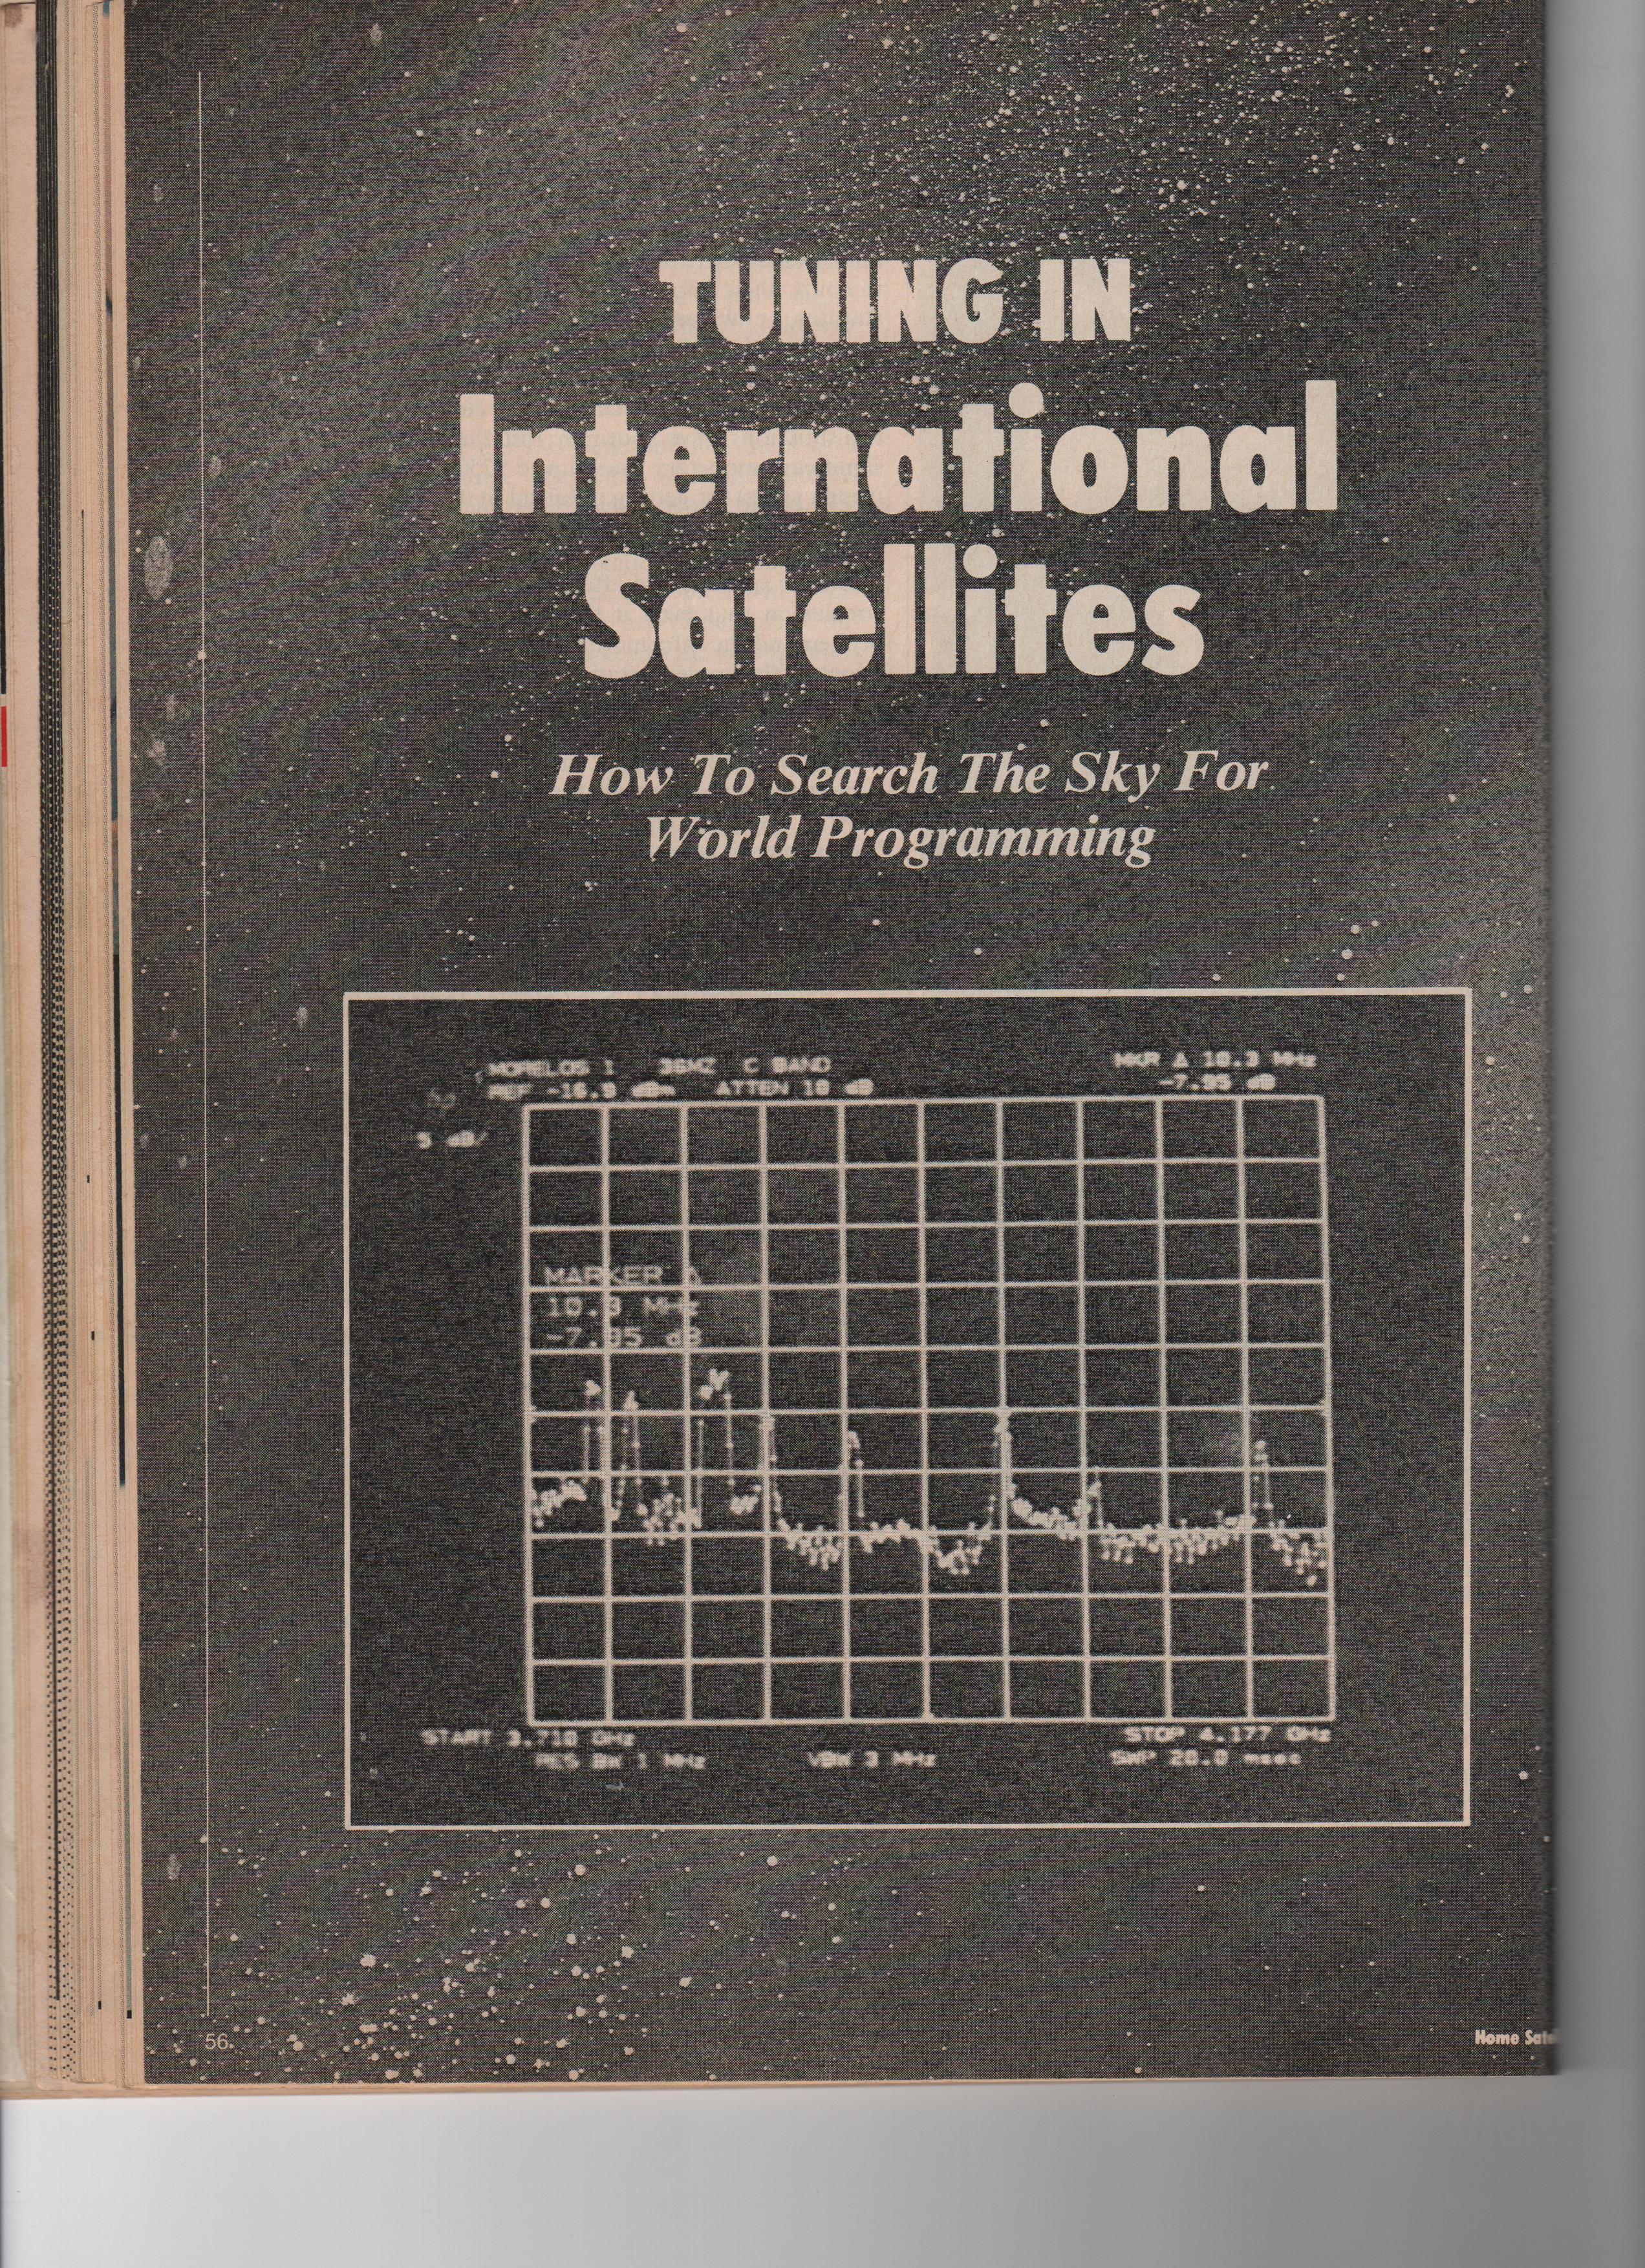 TUNING IN
International
Satellites
How To Search The Sky For
World Programming
MORELOS 1 36MZ C BAND
MKR Δ 10.3 MHz
REF -16.9 dBm ATTEN 10 dB
-7.95 dB
hp
5 dB/
MARKER Δ
10.3 MHz
-7.95 dB
START 3.710 GHz
STOP 4.177 GHz
RES BW 1 MHz VBW 3 MHz SWP 20.0 msec
56
Home